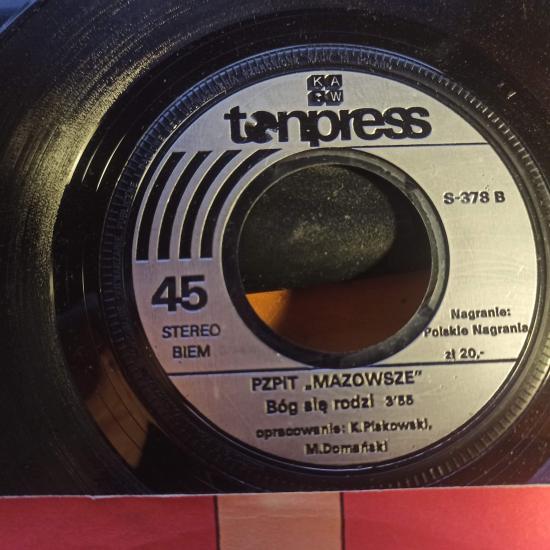 KA
W
tonpress
S-378 B
45
STEREO
BIEM
Nagranie:
Polskie Nagrania
zł 20,-
PZPIT „MAZOWSZE”
Bóg się rodzi 3'55
opracowanie: K.Piskowski,
M.Domański